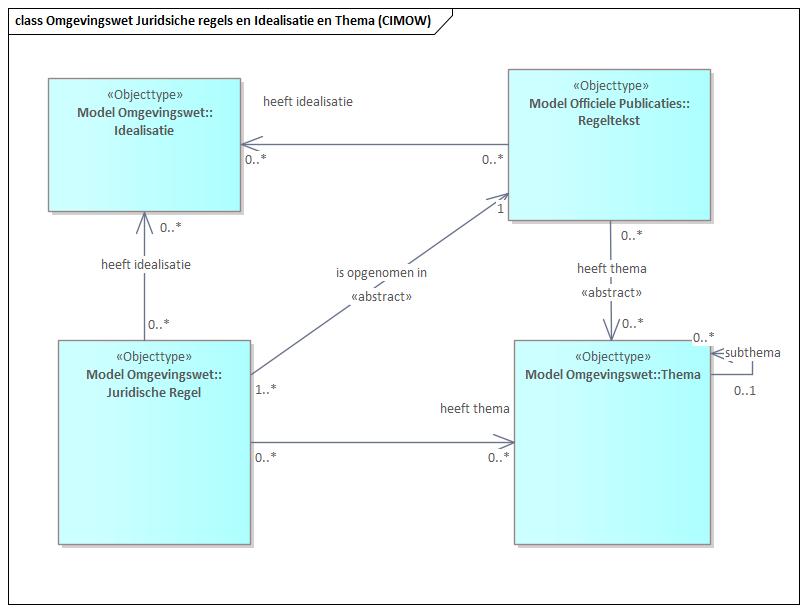 class Omgevingswet Juridsiche regels en Idealisatie en Thema (CIMOW)
«Objecttype»
Model Omgevingswet::
Idealisatie
heeft idealisatie
0..*
0..*
«Objecttype»
Model Officiele Publicaties::
Regeltekst
0..*
heeft idealisatie
0..*
is opgenomen in
«abstract»
1
1..*
0..*
heeft thema
«abstract»
0..*
«Objecttype»
Model Omgevingswet::
Juridische Regel
heeft thema
0..*
0..*
«Objecttype»
Model Omgevingswet::Thema
0..*
subthema
0..1